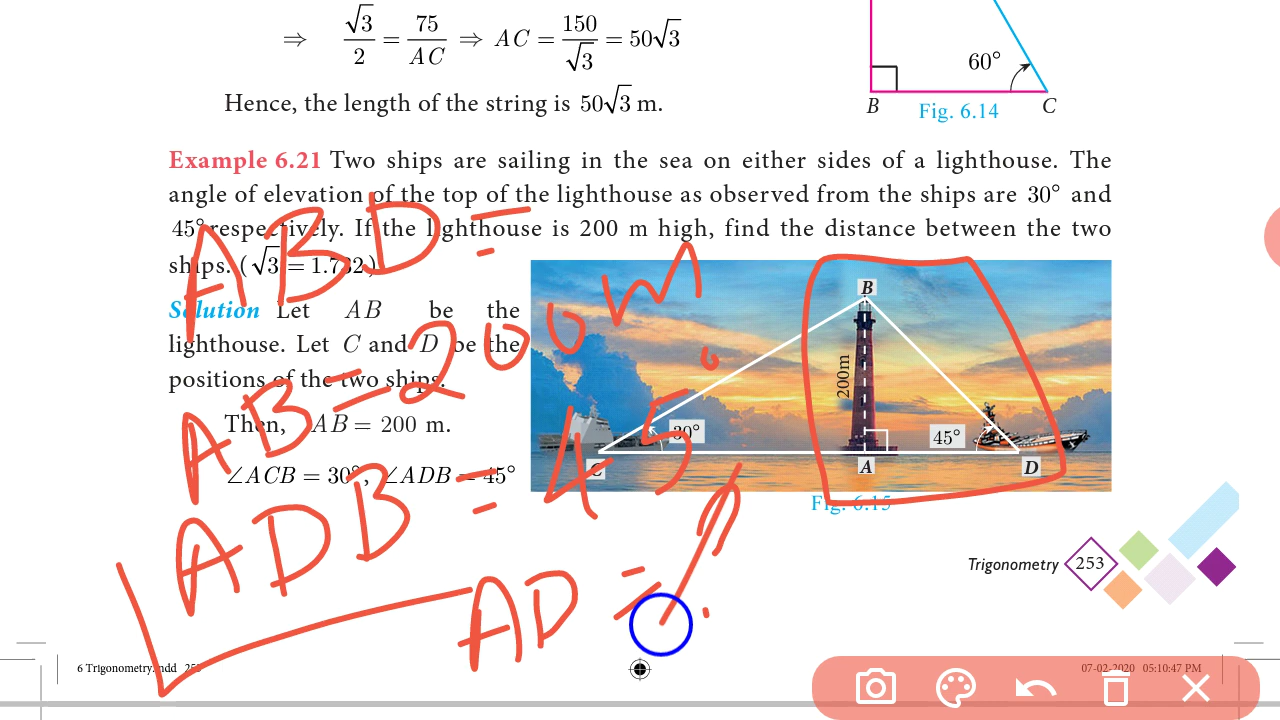 ⇒ √3/2 = 75/AC ⇒ AC = 150/√3 = 50√3
Hence, the length of the string is 50√3 m.
60°
B
C
Fig. 6.14
Example 6.21 Two ships are sailing in the sea on either sides of a lighthouse. The
angle of elevation of the top of the lighthouse as observed from the ships are 30° and
45° respectively. If the lighthouse is 200 m high, find the distance between the two
ships. (√3 = 1.732)
ABD =
Solution Let AB be the
lighthouse. Let C and D be the
positions of the two ships.
Then, AB = 200 m.
∠ACB = 30°, ∠ADB = 45°
AB = 200 m
ADB = 45°
AD =
B
200m
30°
45°
C
A
D
Fig. 6.15
Trigonometry 253
6 Trigonometry.indd 253
07-02-2020 05:10:47 PM